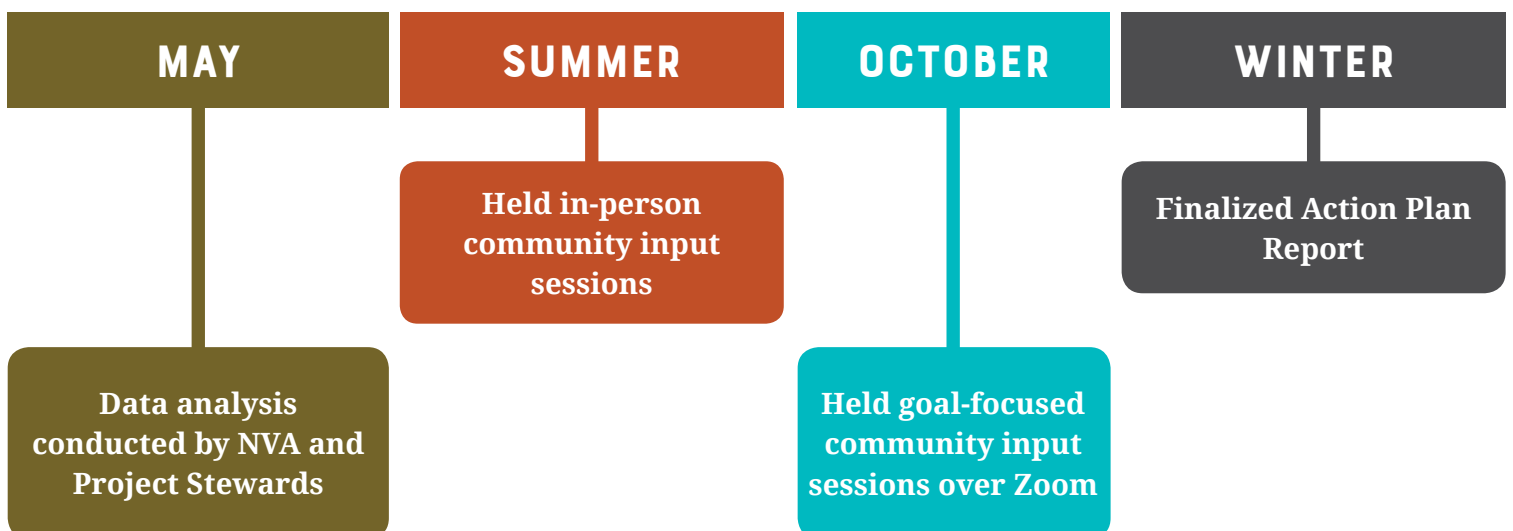 MAY
Data analysis
conducted by NVA and
Project Stewards
SUMMER
Held in-person
community input
sessions
OCTOBER
Held goal-focused
community input
sessions over Zoom
WINTER
Finalized Action Plan
Report